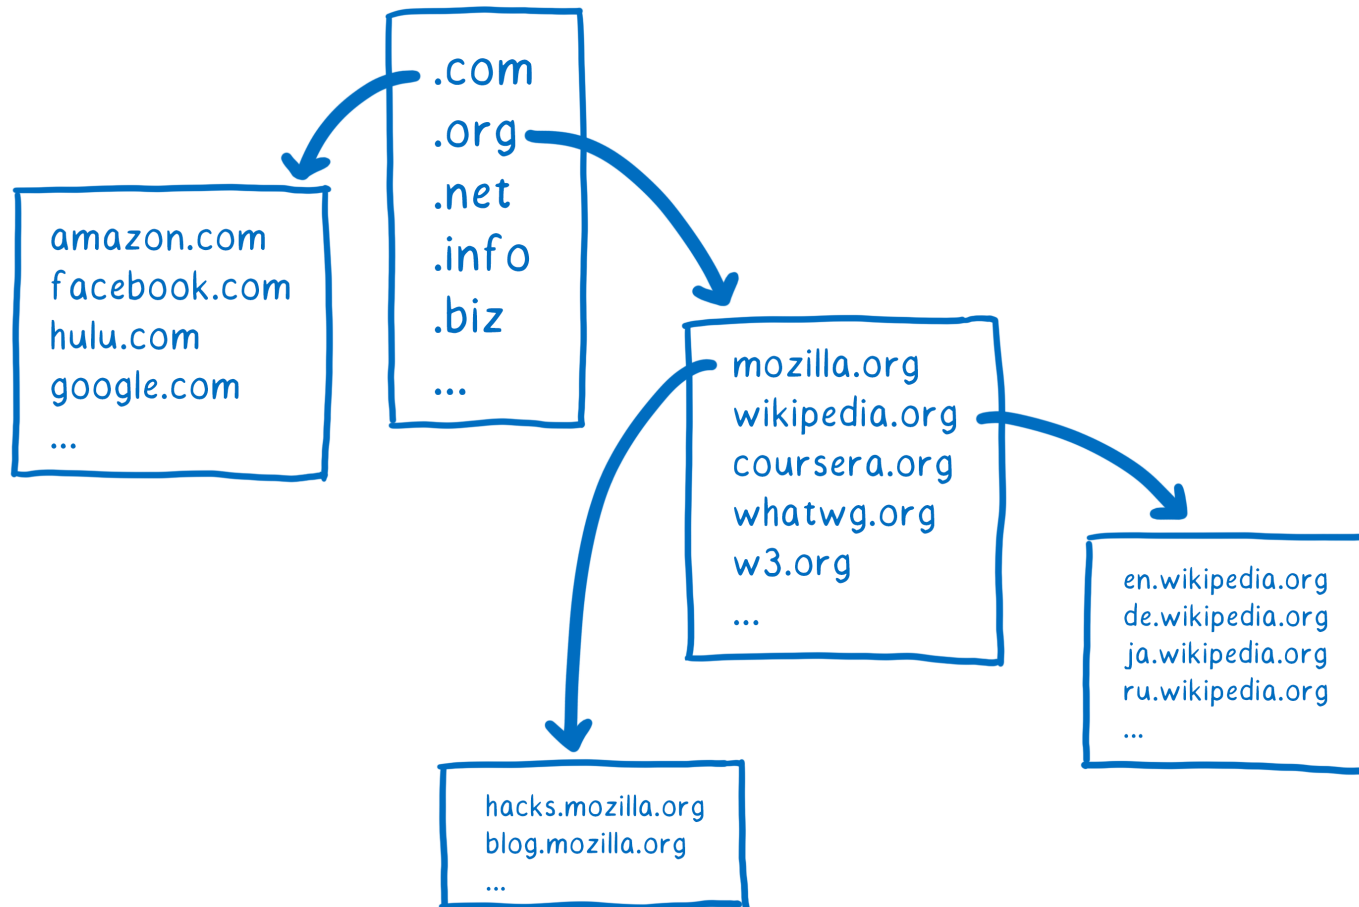 .com
.org
.net
.info
.biz
...
amazon.com
facebook.com
hulu.com
google.com
...
mozilla.org
wikipedia.org
coursera.org
whatwg.org
w3.org
...
en.wikipedia.org
de.wikipedia.org
ja.wikipedia.org
ru.wikipedia.org
...
hacks.mozilla.org
blog.mozilla.org
...